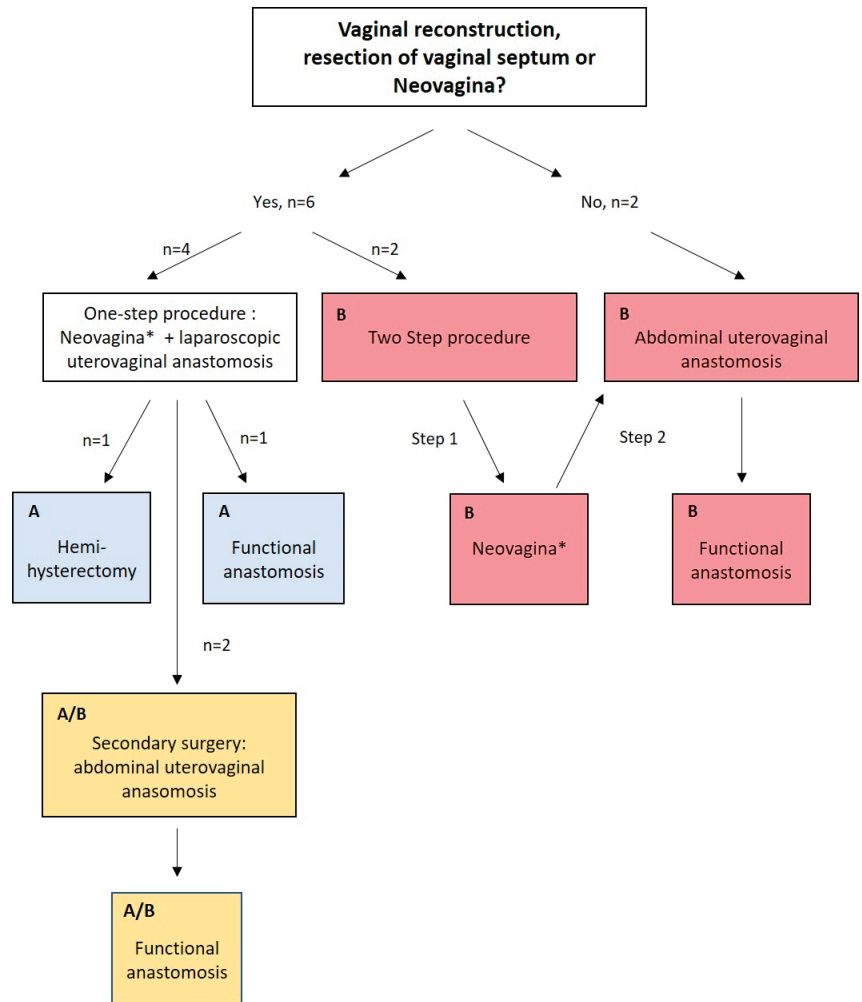 Vaginal reconstruction,
resection of vaginal septum or
Neovagina?
Yes, n=6
No, n=2
n=4
n=2
One-step procedure :
Neovagina* + laparoscopic
uterovaginal anastomosis
B
Two Step procedure
B
Abdominal uterovaginal
anastomosis
n=1
n=1
Step 1
Step 2
A
Hemi-
hysterectomy
A
Functional
anastomosis
B
Neovagina*
B
Functional
anastomosis
n=2
A/B
Secondary surgery:
abdominal uterovaginal
anasomosis
A/B
Functional
anastomosis